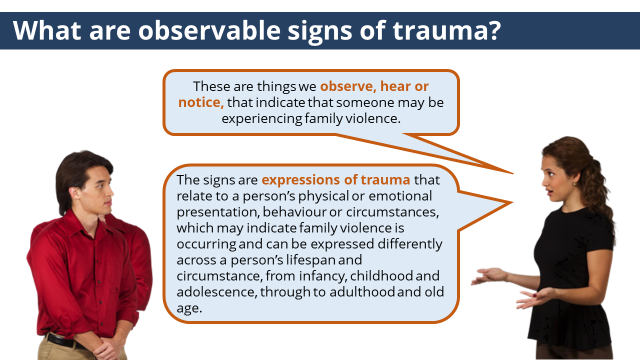 What are observable signs of trauma?
These are things we observe, hear or
notice, that indicate that someone may be
experiencing family violence.
The signs are expressions of trauma that
relate to a person's physical or emotional
presentation, behaviour or circumstances,
which may indicate family violence is
occurring and can be expressed differently
across a person's lifespan and
circumstance, from infancy, childhood and
adolescence, through to adulthood and old
age.